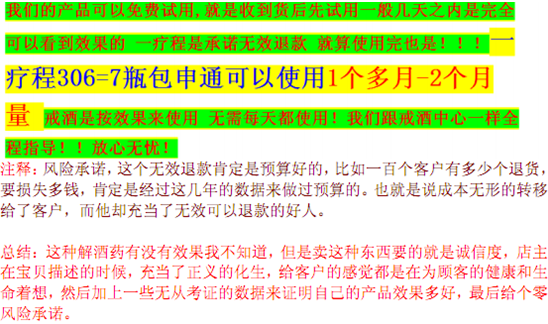 我们的产品可以免费试用,就是收到货后先试用一般几天之内是完全
可以看到效果的 一疗程是承诺无效退款 就算使用完也是!!!一
疗程306=7瓶包申通可以使用1个多月-2个月
量 戒酒是按效果来使用 无需每天都使用!我们跟戒酒中心一样全
程指导!!放心无忧!
注释:风险承诺,这个无效退款肯定是预算好的,比如一百个客户有多少个退货,
要损失多少钱,肯定是经过这几年的数据来做过预算的。也就是说成本无形的转移
给了客户,而他却充当了无效可以退款的好人。
总结:这种解酒药有没有效果我不知道,但是卖这种东西要的就是诚信度,店主
在宝贝描述的时候,充当了正义的化生,给客户的感觉都是在为顾客的健康和生
命着想,然后加上一些无从考证的数据来证明自己的产品效果多好,最后给个零
风险承诺。